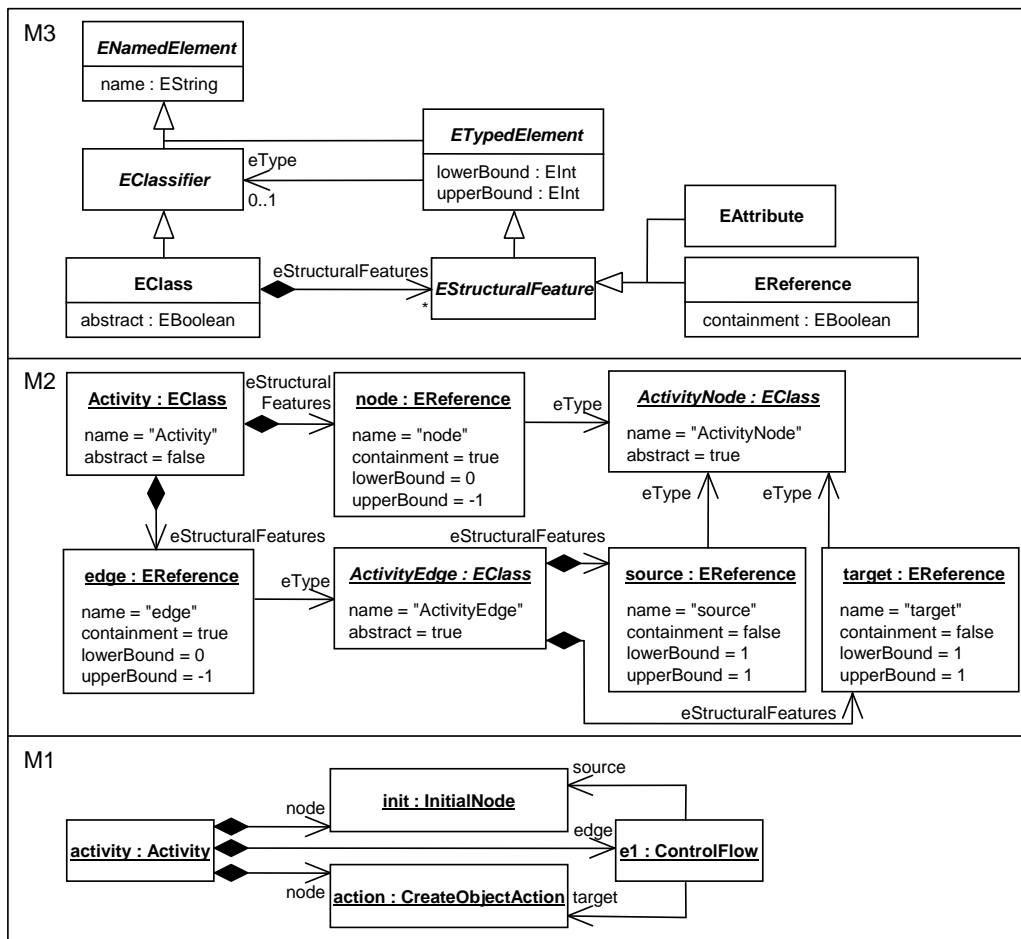 M3
ENamedElement
name : EString
ETypedElement
lowerBound : EInt
upperBound : EInt
eType
0..1
EClassifier
EAttribute
EClass
abstract : EBoolean
eStructuralFeatures
*
EStructuralFeature
EReference
containment : EBoolean
M2
Activity : EClass
name = "Activity"
abstract = false
eStructural
Features
node : EReference
name = "node"
containment = true
lowerBound = 0
upperBound = -1
eType
ActivityNode : EClass
name = "ActivityNode"
abstract = true
eType
eType
eStructuralFeatures
eStructuralFeatures
edge : EReference
name = "edge"
containment = true
lowerBound = 0
upperBound = -1
eType
ActivityEdge : EClass
name = "ActivityEdge"
abstract = true
source : EReference
name = "source"
containment = false
lowerBound = 1
upperBound = 1
target : EReference
name = "target"
containment = false
lowerBound = 1
upperBound = 1
eStructuralFeatures
M1
source
init : InitialNode
node
edge
activity : Activity
e1 : ControlFlow
node
action : CreateObjectAction
target